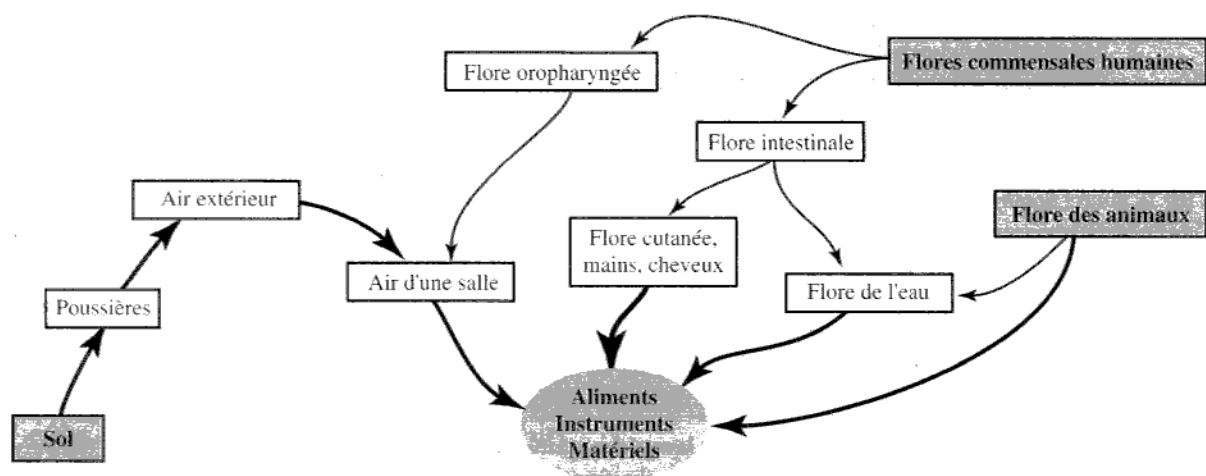 Flores commensales humaines
Flore oropharyngée
Flore intestinale
Air extérieur
Flore des animaux
Flore cutanée,
mains, cheveux
Air d'une salle
Flore de l'eau
Poussières
Aliments
Instruments
Matériels
Sol